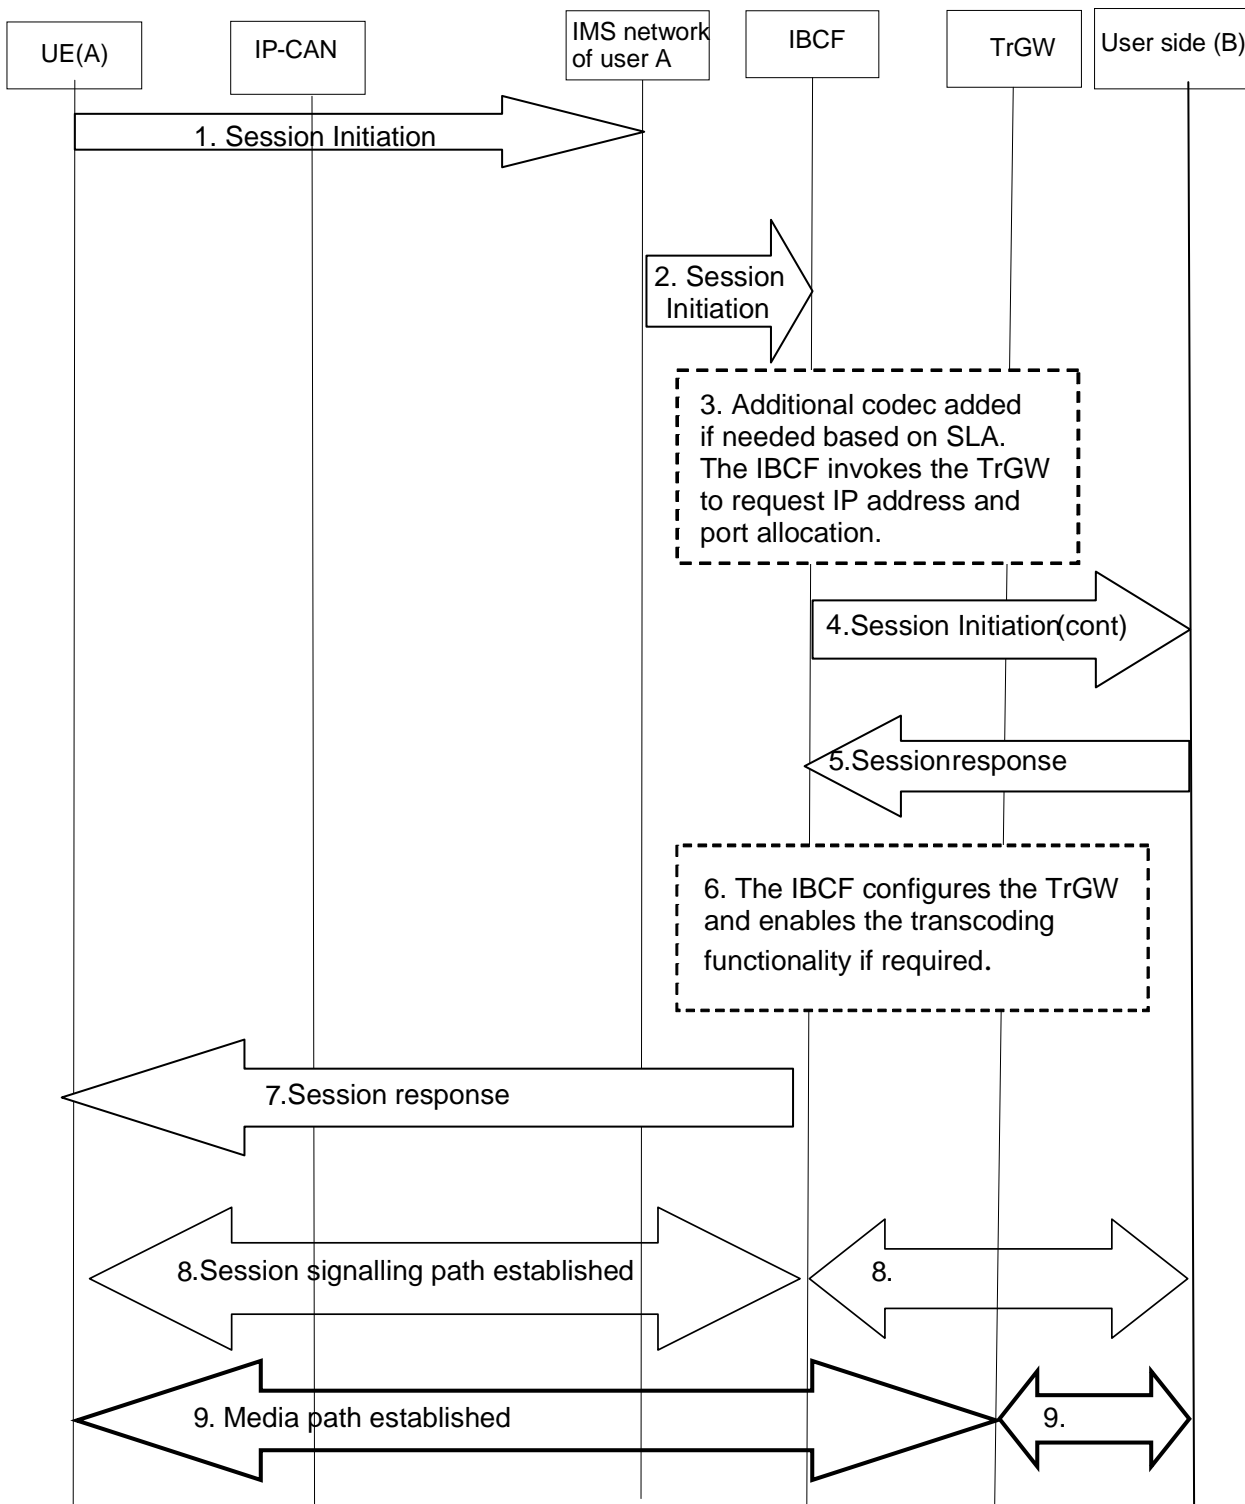 UE(A)
IP-CAN
IMS network
of user A
IBCF
TrGW
User side (B)
1. Session Initiation
2. Session
Initiation
3. Additional codec added
if needed based on SLA.
The IBCF invokes the TrGW
to request IP address and
port allocation.
4.Session Initiation(cont)
5.Sessionresponse
6. The IBCF configures the TrGW
and enables the transcoding
functionality if required.
7.Session response
8.Session signalling path established
8.
9. Media path established
9.